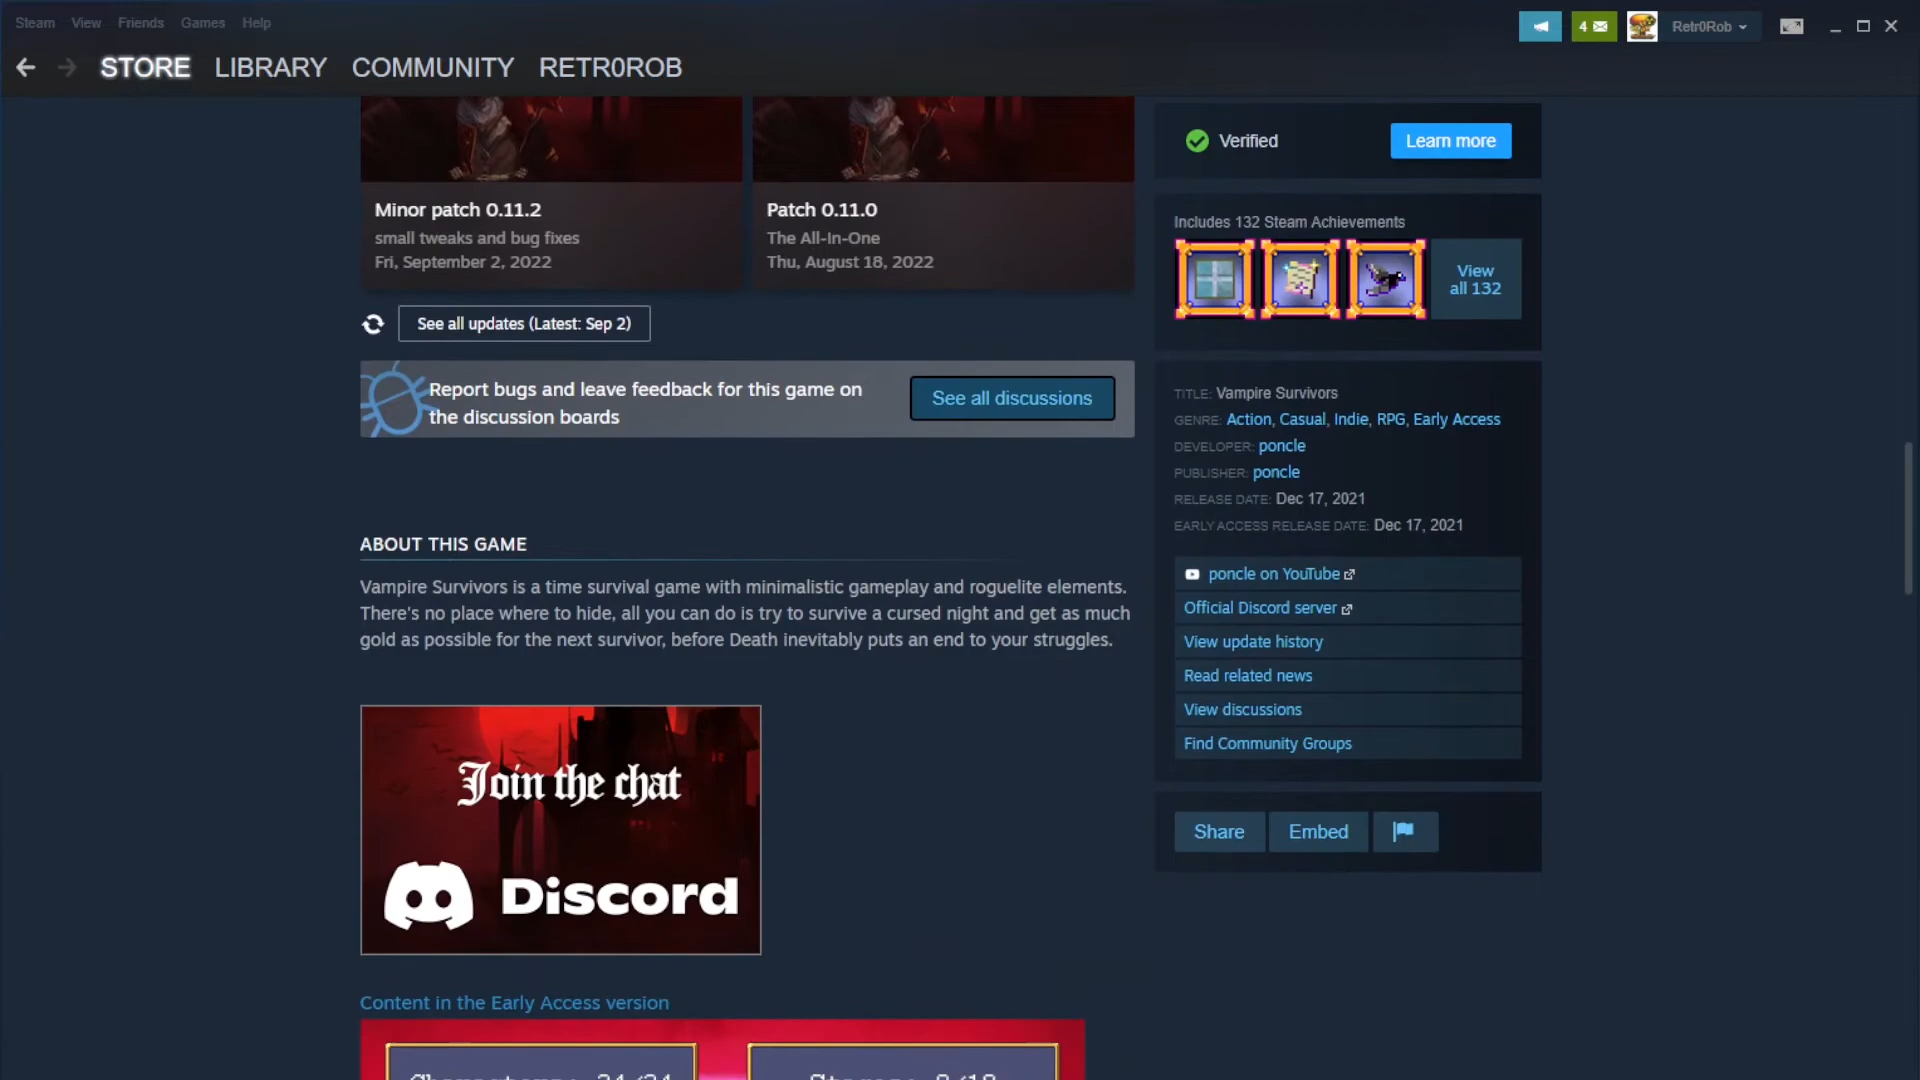 Steam View Friends Games Help
4 Retr0Rob
STORE LIBRARY COMMUNITY RETR0ROB
Minor patch 0.11.2
small tweaks and bug fixes
Fri, September 2, 2022
Patch 0.11.0
The All-In-One
Thu, August 18, 2022
See all updates (Latest: Sep 2)
Report bugs and leave feedback for this game on
the discussion boards
See all discussions
ABOUT THIS GAME
Vampire Survivors is a time survival game with minimalistic gameplay and roguelite elements.
There's no place where to hide, all you can do is try to survive a cursed night and get as much
gold as possible for the next survivor, before Death inevitably puts an end to your struggles.
Join the chat
Discord
Content in the Early Access version
Verified
Learn more
Includes 132 Steam Achievements
View
all 132
TITLE: Vampire Survivors
GENRE: Action, Casual, Indie, RPG, Early Access
DEVELOPER: poncle
PUBLISHER: poncle
RELEASE DATE: Dec 17, 2021
EARLY ACCESS RELEASE DATE: Dec 17, 2021
poncle on YouTube
Official Discord server
View update history
Read related news
View discussions
Find Community Groups
Share Embed